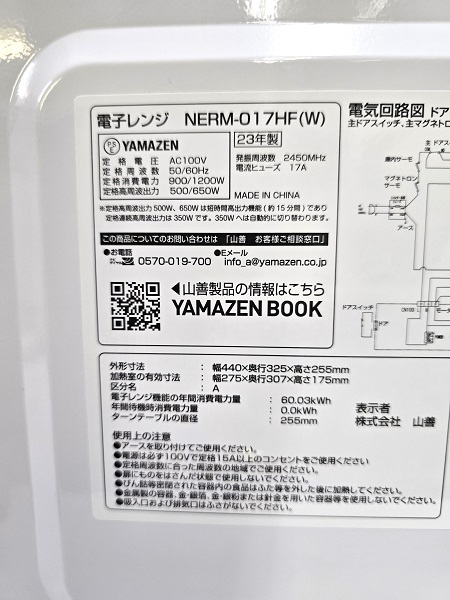 電子レンジ NERM-017HF(W)
PSE YAMAZEN
23年製
定格電圧 AC100V
定格周波数 50/60Hz
定格消費電力 900/1200W
定格高周波出力 500/650W
発振周波数 2450MHz
電流ヒューズ 17A
MADE IN CHINA
※定格高周波出力 500W、650W は短時間高出力機能(約15分間)であり
定格連続高周波出力は 350W です。350W へは自動的に切り替わります。
この商品についてのお問い合わせは「山善 お客様ご相談窓口」
●お電話
0570-019-700
●Eメール
info_a@yamazen.co.jp
山善製品の情報はこちら
YAMAZEN BOOK
電気回路図 ドア
主ドアスイッチ、主マグネトロ
ドアスイッチ
庫内サーモ
マグネトロン
サーモ
アース
ドアスイッチ
ドア
CN100
外形寸法 : 幅440×奥行325×高さ255mm
加熱室の有効寸法 : 幅275×奥行307×高さ175mm
区分名 : A
電子レンジ機能の年間消費電力量 : 60.03kWh
年間待機時消費電力量 : 0.0kWh
ターンテーブルの直径 : 255mm
表示者
株式会社 山善
使用上の注意
●アースを取り付けてご使用ください。
●電源は必ず100Vで定格15A以上のコンセントをご使用ください。
●定格周波数に合った周波数の地域でご使用ください。
●扉にものをはさんだ状態で使用しないでください。
●びん詰等密閉された容器内の食品はふた等を外した後に加熱してください。
●金属製の容器、金・銀箔、金・銀粉または針金を用いた容器を使用しないでください。
●吸入口および排気口はふさがないでください。